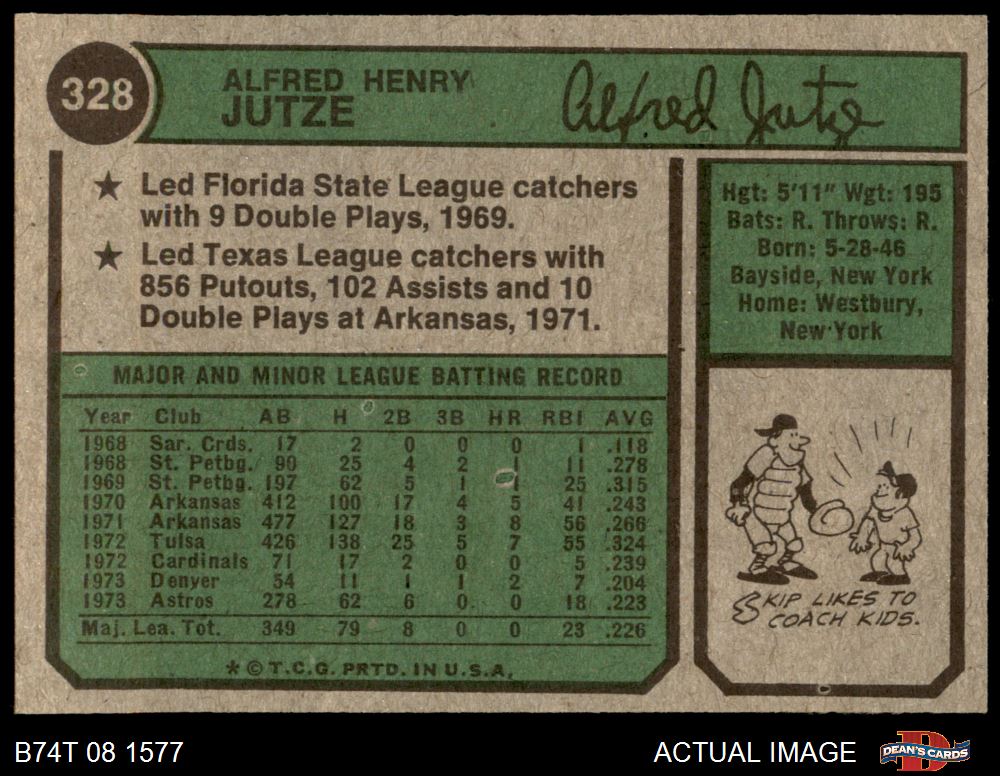 328
ALFRED HENRY
JUTZE
Alfred Jutze
★ Led Florida State League catchers
with 9 Double Plays, 1969.
★ Led Texas League catchers with
856 Putouts, 102 Assists and 10
Double Plays at Arkansas, 1971.
Hgt: 5'11" Wgt: 195
Bats: R. Throws: R.
Born: 5-28-46
Bayside, New York
Home: Westbury,
New York
MAJOR AND MINOR LEAGUE BATTING RECORD
Year Club AB H 2B 3B HR RBI AVG
1968 Sar. Crds. 17 2 0 0 0 1 .118
1968 St. Petbg. 90 25 4 2 1 11 .278
1969 St. Petbg. 197 62 5 1 1 25 .315
1970 Arkansas 412 100 17 4 5 41 .243
1971 Arkansas 477 127 18 3 8 56 .266
1972 Tulsa 426 138 25 5 7 55 .324
1972 Cardinals 71 17 2 0 0 5 .239
1973 Denver 54 11 1 1 2 7 .204
1973 Astros 278 62 6 0 0 18 .223
Maj. Lea. Tot. 349 79 8 0 0 23 .226
* © T.C.G. PRTD. IN U.S.A.
SKIP LIKES TO
COACH KIDS.
B74T 08 1577
ACTUAL IMAGE
D
DEAN'S CARDS